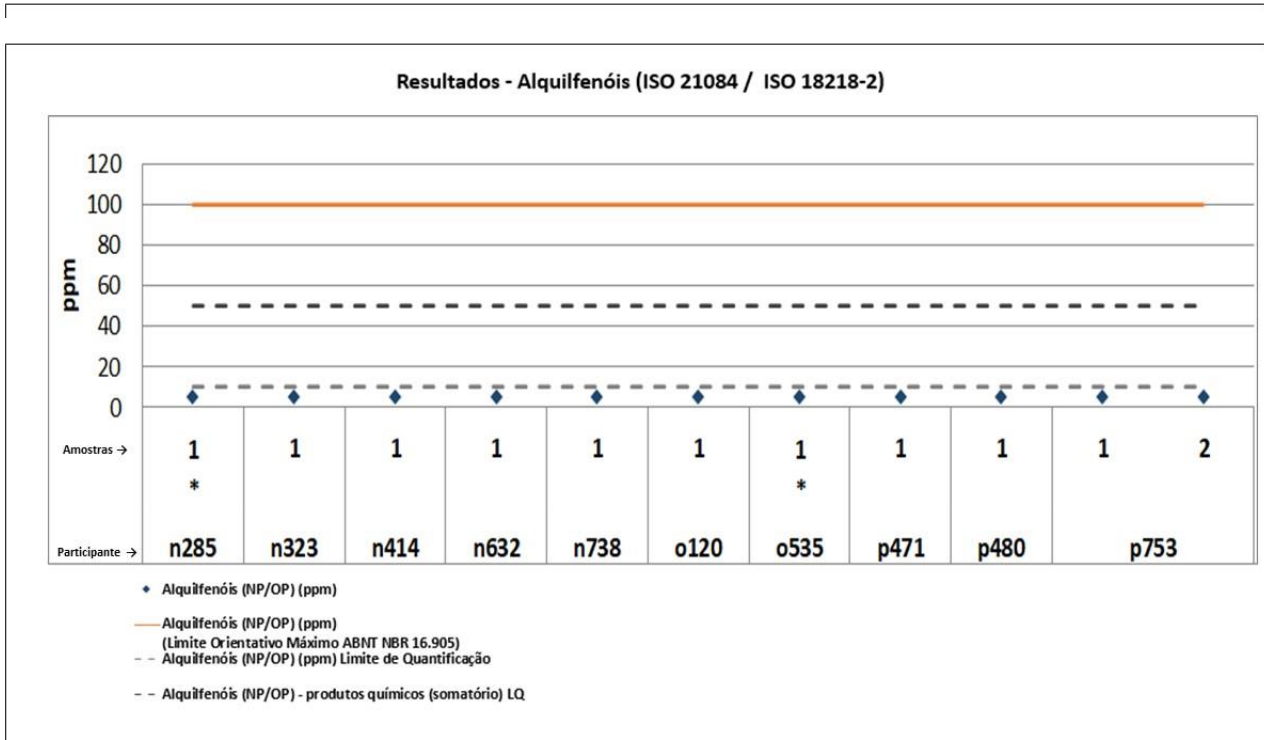 Resultados - Alquilfenóis (ISO 21084 / ISO 18218-2)
120
100
80
60
40
20
0
ppm
Amostras → 1 1 1 1 1 1 1 1 1 1 2
* *
Participante → n285 n323 n414 n632 n738 o120 o535 p471 p480 p753
Alquilfenóis (NP/OP) (ppm)
Alquilfenóis (NP/OP) (ppm)
(Limite Orientativo Máximo ABNT NBR 16.905)
Alquilfenóis (NP/OP) (ppm) Limite de Quantificação
Alquilfenóis (NP/OP) - produtos químicos (somatório) LQ